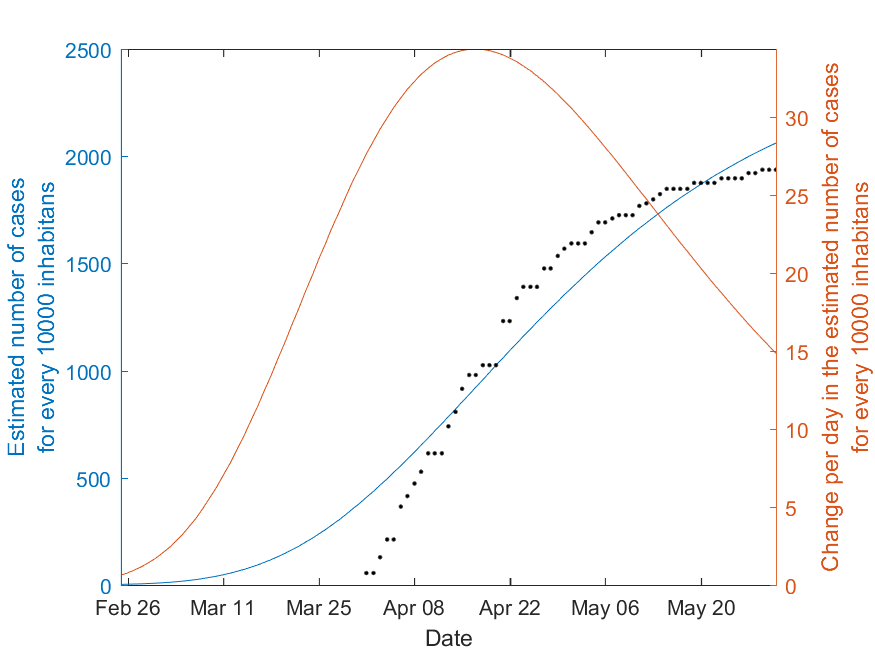 Estimated number of cases
for every 10000 inhabitans
2500
2000
1500
1000
500
0
Feb 26
Mar 11
Mar 25
Apr 08
Apr 22
May 06
May 20
Date
30
25
20
15
10
5
0
Change per day in the estimated number of cases
for every 10000 inhabitans